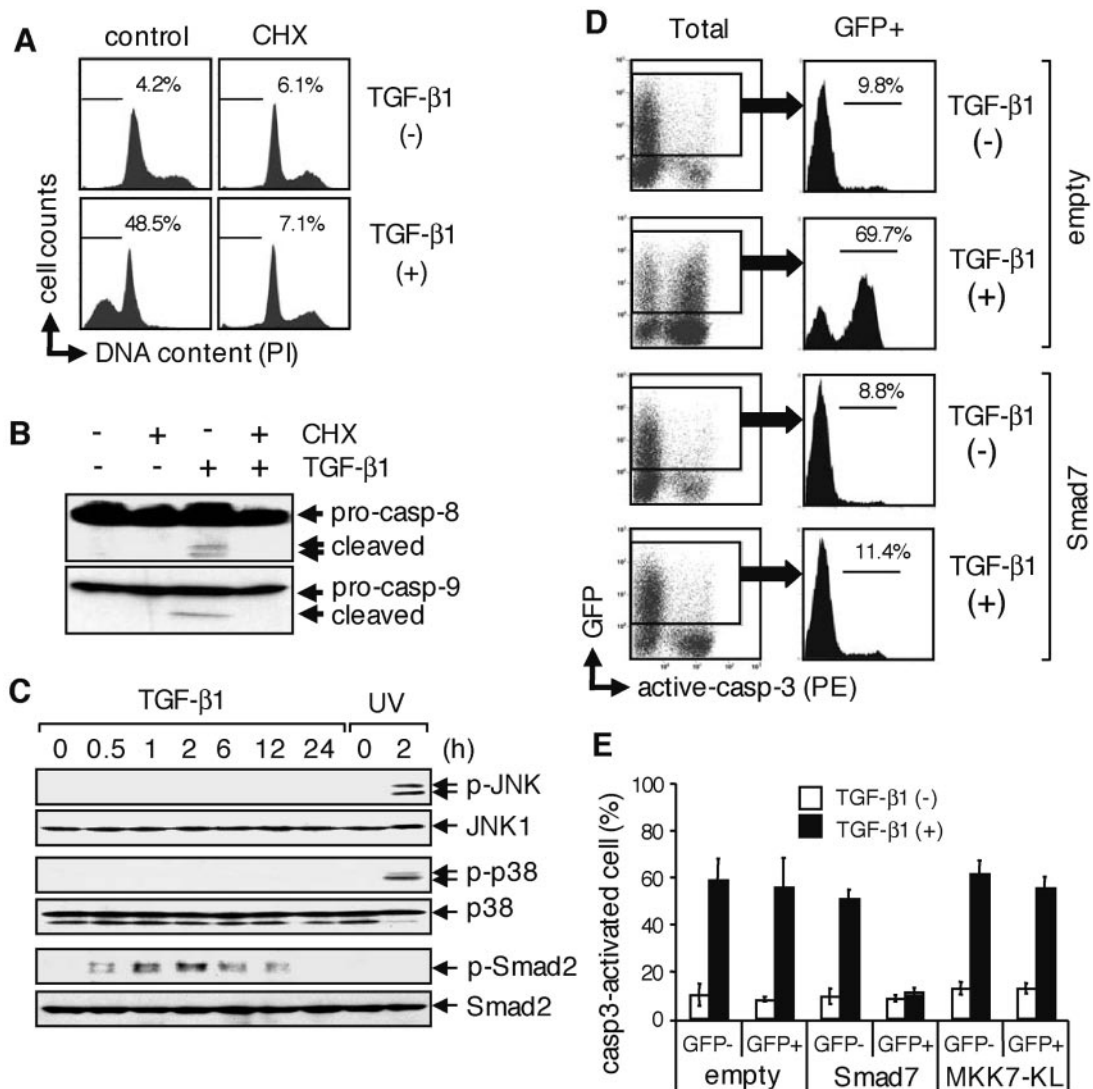 A
control CHX
4.2% 6.1%
TGF-β1
(-)
48.5% 7.1%
TGF-β1
(+)
cell counts
DNA content (PI)
B
- + - + CHX
- - + + TGF-β1
pro-casp-8
cleaved
pro-casp-9
cleaved
C
TGF-β1 UV
0 0.5 1 2 6 12 24 0 2 (h)
p-JNK
JNK1
p-p38
p38
p-Smad2
Smad2
D
Total GFP+
9.8%
TGF-β1
(-)
69.7%
TGF-β1
(+)
empty
8.8%
TGF-β1
(-)
11.4%
TGF-β1
(+)
Smad7
GFP
active-casp-3 (PE)
E
casp3-activated cell (%)
100
80
60
40
20
0
TGF-β1 (-)
TGF-β1 (+)
GFP- GFP+ GFP- GFP+ GFP- GFP+
empty Smad7 MKK7-KL